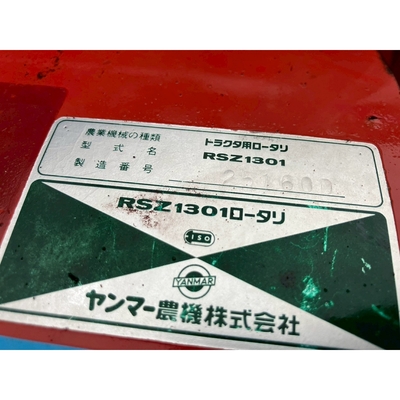 農業機械の種類 トラクタ用ロータリ
型式名 RSZ1301
製造番号
RSZ1301ロータリ
ISO
YANMAR
ヤンマー農機株式会社